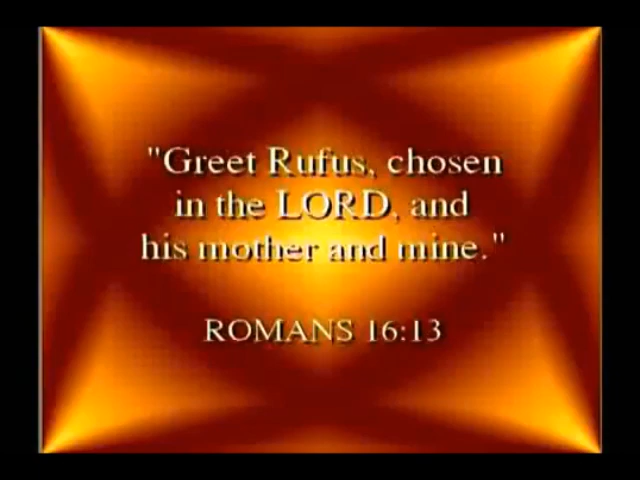 "Greet Rufus, chosen
in the LORD, and
his mother and mine."
ROMANS 16:13